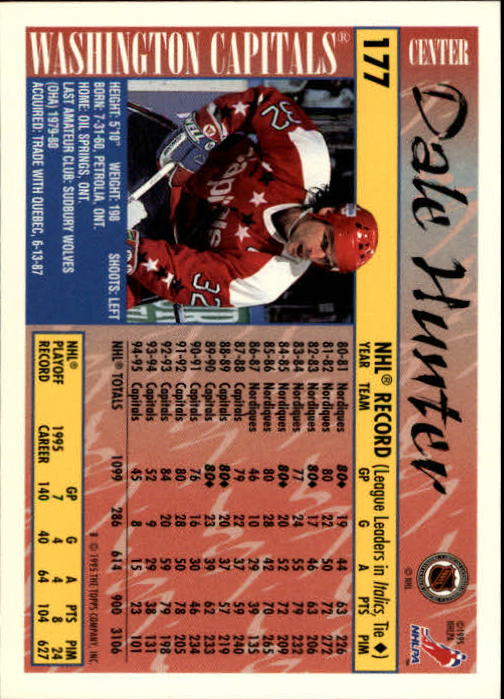 CENTER
Dale Hunter
© NHL
©1995 NHLPA
NHLPA
177
NHL® RECORD (League Leaders in Italics, Tie ♦)
YEAR TEAM GP G A PTS PIM
80-81 Nordiques 80♦ 19 44 63 226
81-82 Nordiques 80 22 50 72 272
82-83 Nordiques 80♦ 17 46 63 206
83-84 Nordiques 77 24 55 79 232
84-85 Nordiques 80♦ 20 52 72 209
85-86 Nordiques 80 28 42 70 265
86-87 Nordiques 46 10 29 39 135
87-88 Capitals 79 22 37 59 240
88-89 Capitals 80♦ 20 37 57 219
89-90 Capitals 80♦ 23 39 62 233
90-91 Capitals 76 16 30 46 234
91-92 Capitals 80 28 50 78 205
92-93 Capitals 84 20 59 79 198
93-94 Capitals 52 9 29 38 131
94-95 Capitals 45 8 15 23 101
NHL® TOTALS 1099 286 614 900 3106
B © 1995 THE TOPPS COMPANY, INC.
NHL® PLAYOFF RECORD
GP G A PTS PIM
1995 7 4 4 8 24
CAREER 140 40 64 104 627
WASHINGTON CAPITALS®
32
Capitals
32
HEIGHT: 5'10" WEIGHT: 198 SHOOTS: LEFT
BORN: 7-31-60, PETROLIA, ONT.
HOME: OIL SPRINGS, ONT.
LAST AMATEUR CLUB: SUDBURY WOLVES
(OHA) 1979-80
ACQUIRED: TRADE WITH QUEBEC, 6-13-87